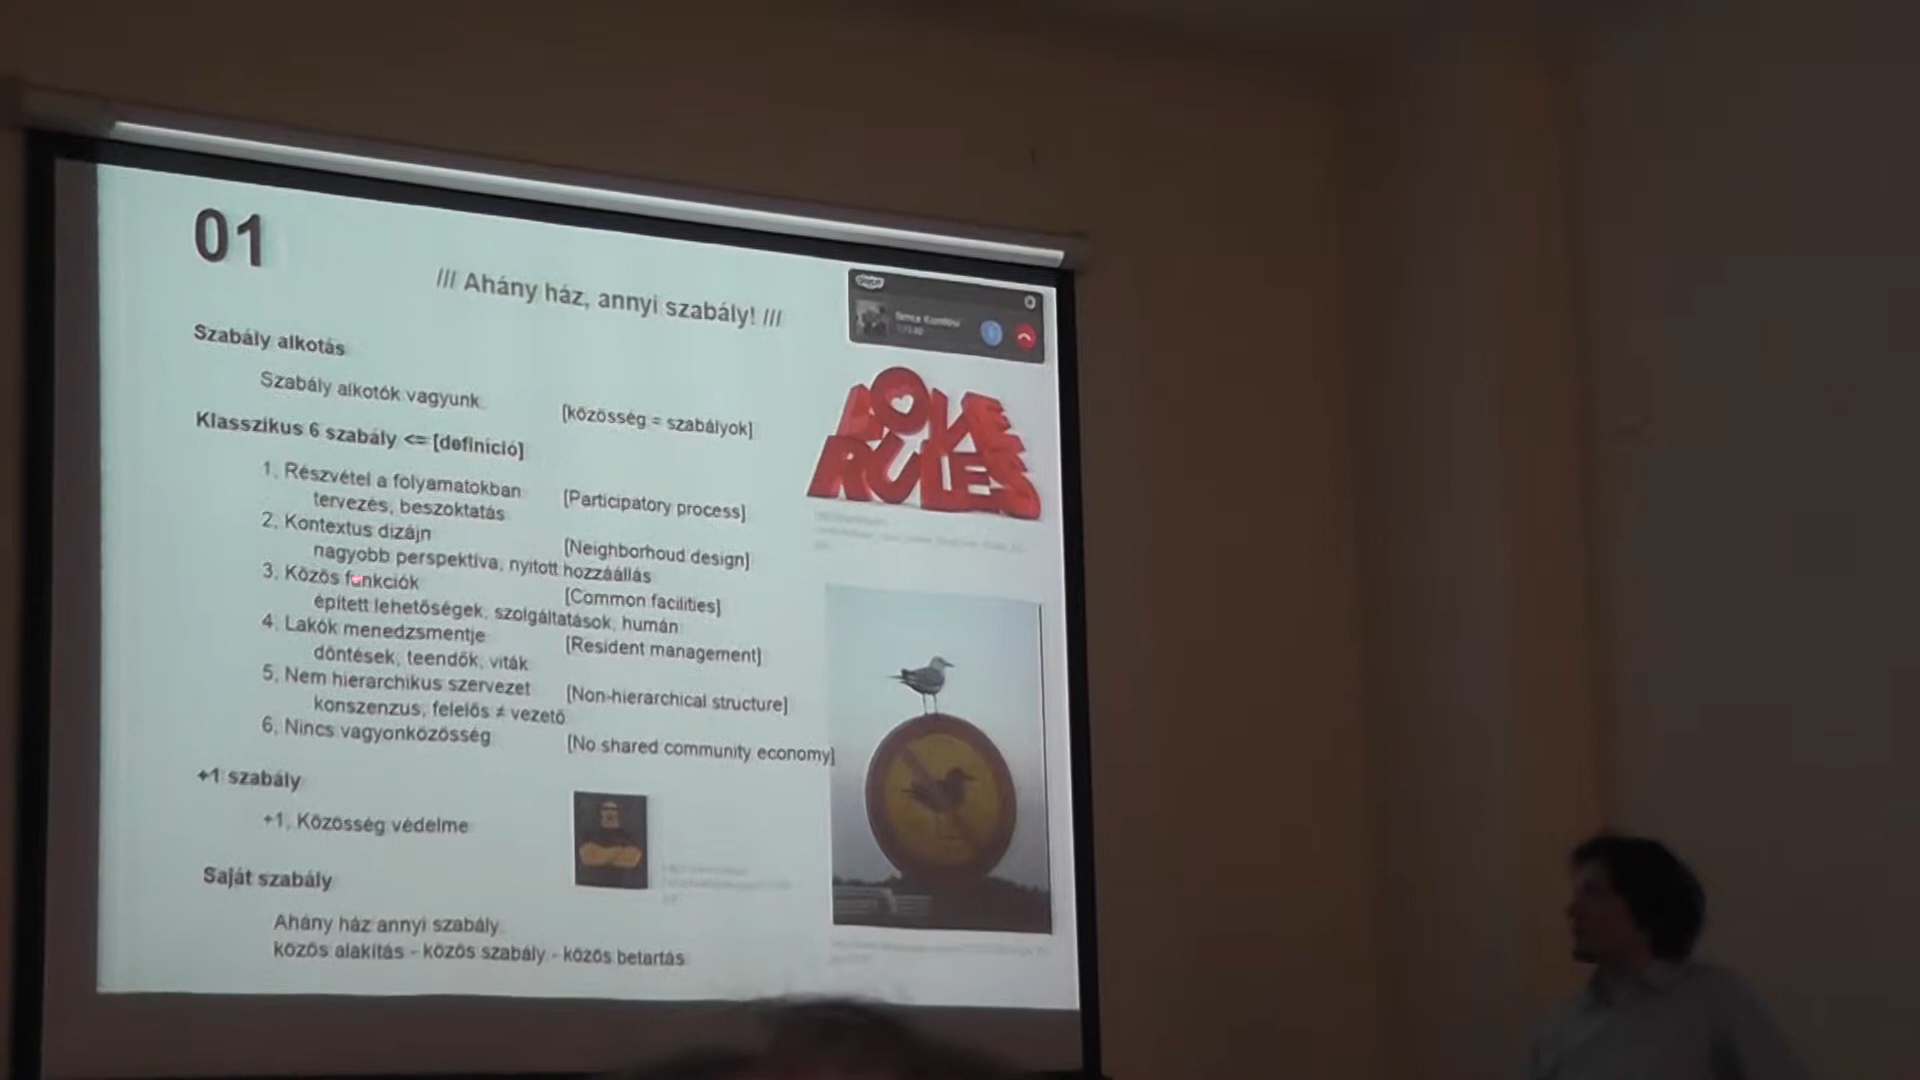 01
/// Ahány ház, annyi szabály! ///
Szabály alkotás
Szabály alkotók vagyunk. [közösség = szabályok]
Klasszikus 6 szabály <= [definíció]
1. Részvétel a folyamatokban [Participatory process]
tervezés, beszoktatás
2. Kontextus dizájn [Neighborhoud design]
nagyobb perspektíva, nyitott hozzáállás
3. Közös funkciók [Common facilities]
épített lehetőségek, szolgáltatások, humán
4. Lakók menedzsmentje [Resident management]
döntések, teendők, viták
5. Nem hierarchikus szervezet [Non-hierarchical structure]
konszenzus, felelős ≠ vezető
6. Nincs vagyonközösség [No shared community economy]
+1 szabály
+1. Közösség védelme
Saját szabály
Ahány ház annyi szabály.
közös alakítás - közös szabály - közös betartás
LOVE
RULES